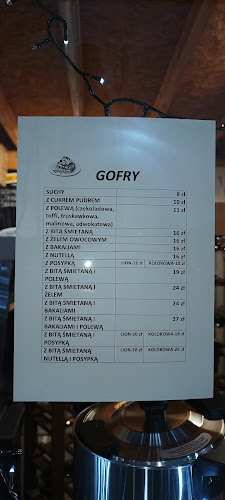 GOFRY
SUCHY 8 zł
Z CUKREM PUDREM 10 zł
Z POLEWĄ (czekoladowa, 11 zł
toffi, truskawkowa,
malinowa, adwokatowa)
Z BITĄ ŚMIETANĄ 16 zł
Z ŻELEM OWOCOWYM 16 zł
Z BAKALIAMI 16 zł
Z NUTELLĄ 16 zł
Z POSYPKĄ LION-12 zł KOLOROWA-10 zł
Z BITĄ ŚMIETANĄ I 19 zł
POLEWĄ
Z BITĄ ŚMIETANĄ I 24 zł
ŻELEM
Z BITĄ ŚMIETANĄ I 24 zł
BAKALIAMI
Z BITĄ ŚMIETANĄ I 27 zł
BAKALIAMI I POLEWĄ
Z BITĄ ŚMIETANĄ I LION-20 zł KOLOROWA-18 zł
POSYPKĄ
Z BITĄ ŚMIETANĄ LION-28 zł KOLOROWA-26 zł
NUTELLĄ I POSYPKĄ